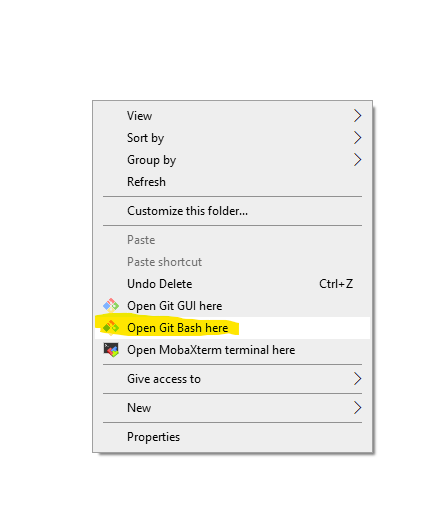 View
Sort by
Group by
Refresh
Customize this folder...
Paste
Paste shortcut
Undo Delete Ctrl+Z
Open Git GUI here
Open Git Bash here
Open MobaXterm terminal here
Give access to
New
Properties